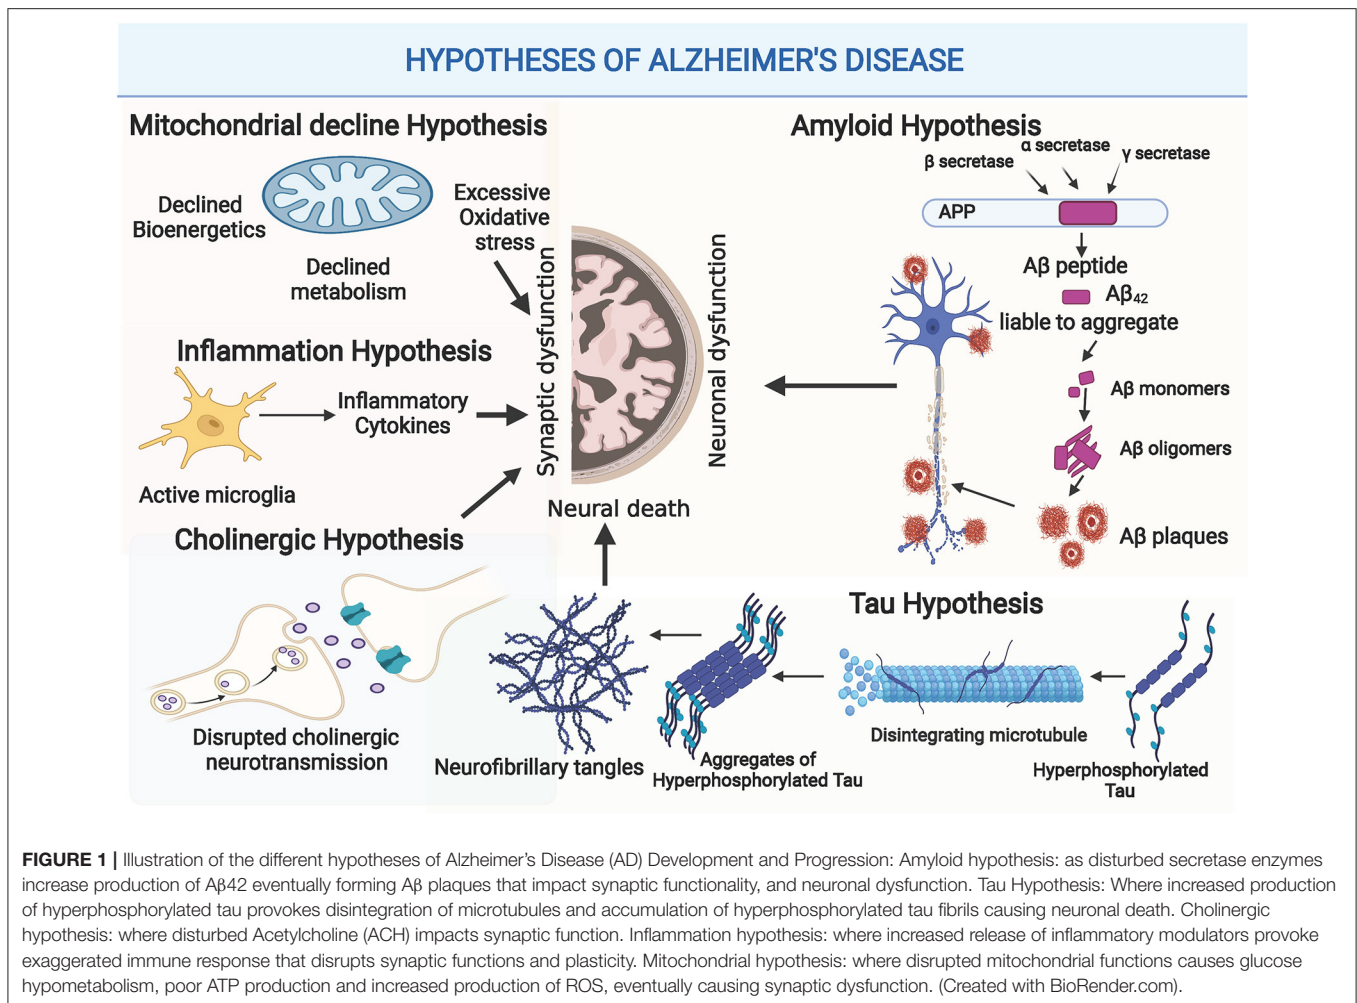 HYPOTHESES OF ALZHEIMER'S DISEASE
Mitochondrial decline Hypothesis
Declined
Bioenergetics
Excessive
Oxidative
stress
Declined
metabolism
Inflammation Hypothesis
Inflammatory
Cytokines
Active microglia
Cholinergic Hypothesis
Disrupted cholinergic
neurotransmission
Synaptic dysfunction
Neuronal dysfunction
Neural death
Amyloid Hypothesis
β secretase
α secretase
γ secretase
APP
Aβ peptide
Aβ42
liable to aggregate
Aβ monomers
Aβ oligomers
Aβ plaques
Tau Hypothesis
Neurofibrillary tangles
Aggregates of
Hyperphosphorylated Tau
Disintegrating microtubule
Hyperphosphorylated
Tau
FIGURE 1 | Illustration of the different hypotheses of Alzheimer's Disease (AD) Development and Progression: Amyloid hypothesis: as disturbed secretase enzymes
increase production of Aβ42 eventually forming Aβ plaques that impact synaptic functionality, and neuronal dysfunction. Tau Hypothesis: Where increased production
of hyperphosphorylated tau provokes disintegration of microtubules and accumulation of hyperphosphorylated tau fibrils causing neuronal death. Cholinergic
hypothesis: where disturbed Acetylcholine (ACH) impacts synaptic function. Inflammation hypothesis: where increased release of inflammatory modulators provoke
exaggerated immune response that disrupts synaptic functions and plasticity. Mitochondrial hypothesis: where disrupted mitochondrial functions causes glucose
hypometabolism, poor ATP production and increased production of ROS, eventually causing synaptic dysfunction. (Created with BioRender.com).